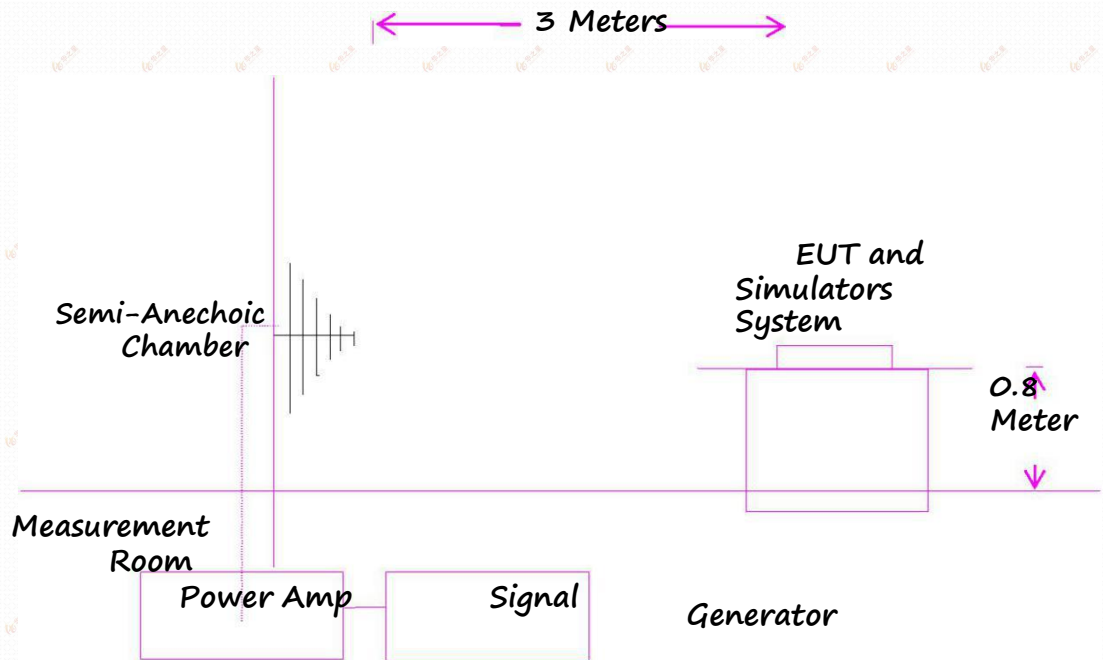 3 Meters
EUT and
Simulators
System
Semi-Anechoic
Chamber
0.8
Meter
Measurement
Room
Power Amp
Signal
Generator